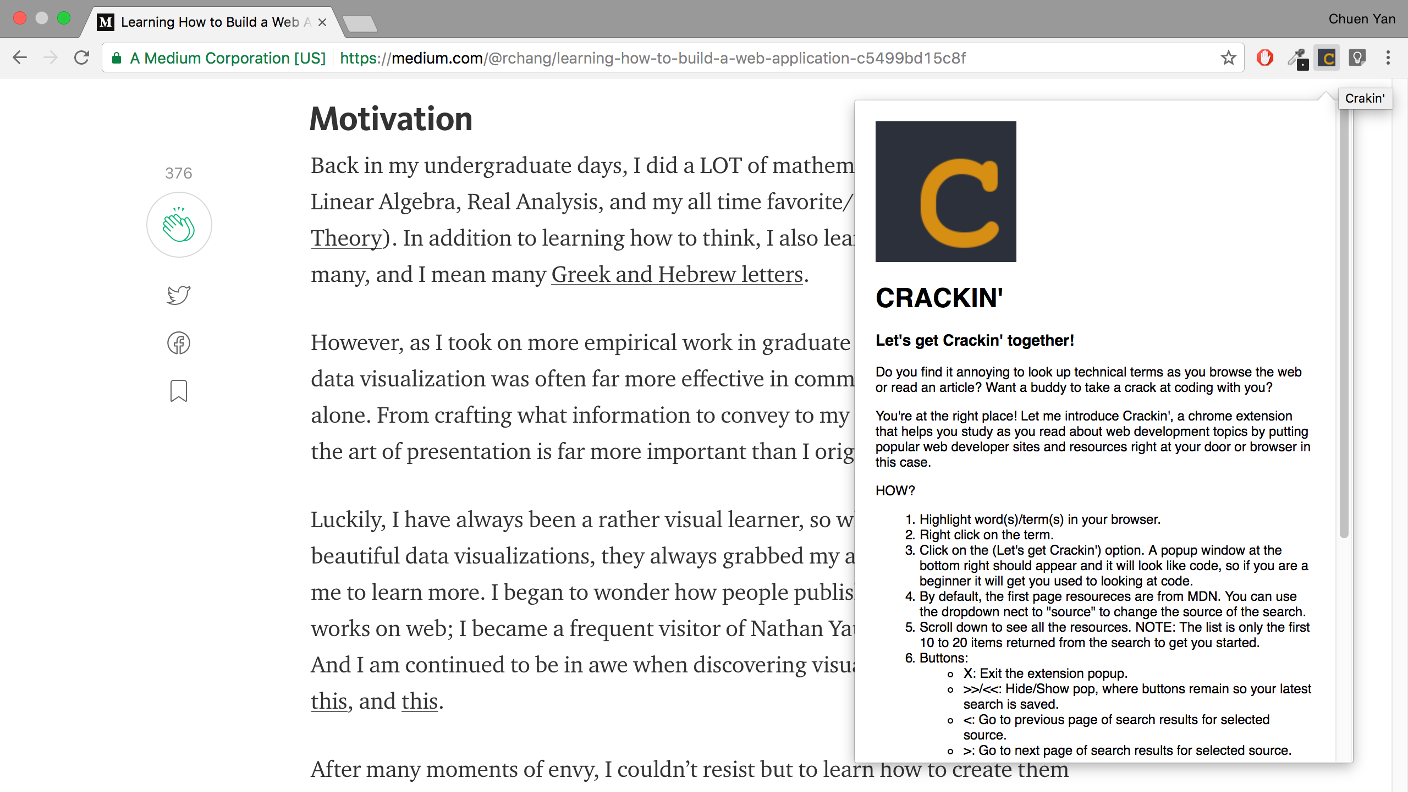 Learning How to Build a Web A
Chuen Yan
A Medium Corporation [US] https://medium.com/@rchang/learning-how-to-build-a-web-application-c5499bd15c8f
Crakin'
376
Motivation
Back in my undergraduate days, I did a LOT of mathem
Linear Algebra, Real Analysis, and my all time favorite/
Theory). In addition to learning how to think, I also lea
many, and I mean many Greek and Hebrew letters.
However, as I took on more empirical work in graduate
data visualization was often far more effective in comm
alone. From crafting what information to convey to my
the art of presentation is far more important than I orig
Luckily, I have always been a rather visual learner, so w
beautiful data visualizations, they always grabbed my a
me to learn more. I began to wonder how people publis
works on web; I became a frequent visitor of Nathan Yau
And I am continued to be in awe when discovering visua
this, and this.
After many moments of envy, I couldn't resist but to learn how to create them
C
CRACKIN'
Let's get Crackin' together!
Do you find it annoying to look up technical terms as you browse the web
or read an article? Want a buddy to take a crack at coding with you?
You're at the right place! Let me introduce Crackin', a chrome extension
that helps you study as you read about web development topics by putting
popular web developer sites and resources right at your door or browser in
this case.
HOW?
1. Highlight word(s)/term(s) in your browser.
2. Right click on the term.
3. Click on the (Let's get Crackin') option. A popup window at the
bottom right should appear and it will look like code, so if you are a
beginner it will get you used to looking at code.
4. By default, the first page resoureces are from MDN. You can use
the dropdown nect to "source" to change the source of the search.
5. Scroll down to see all the resources. NOTE: The list is only the first
10 to 20 items returned from the search to get you started.
6. Buttons:
X: Exit the extension popup.
>>/<<: Hide/Show pop, where buttons remain so your latest
search is saved.
<: Go to previous page of search results for selected
source.
>: Go to next page of search results for selected source.